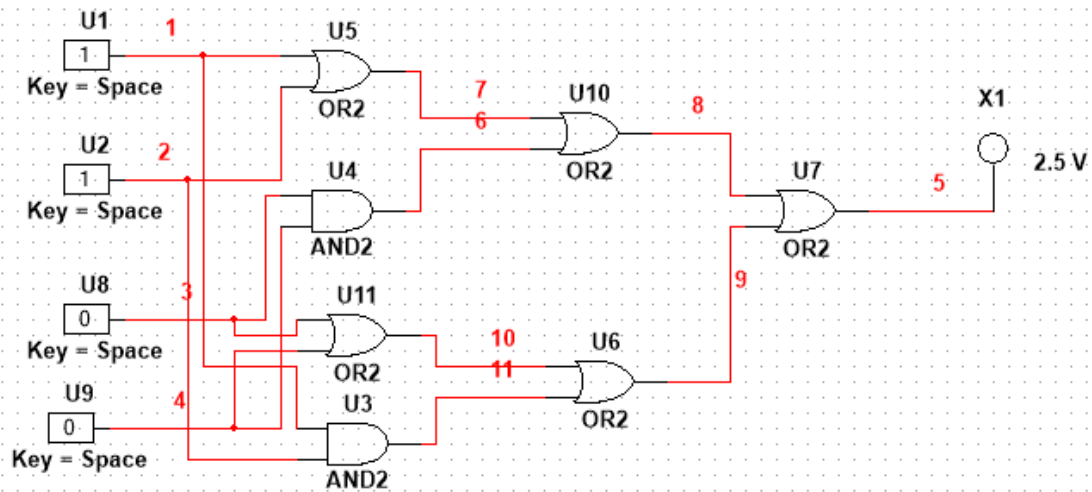 U1
1
1
Key = Space
U5
OR2
U2
1
2
Key = Space
U4
AND2
7
6
U10
OR2
8
X1
2.5 V
U7
OR2
5
U8
0
3
Key = Space
U11
OR2
10
11
U6
OR2
9
U9
0
4
Key = Space
U3
AND2